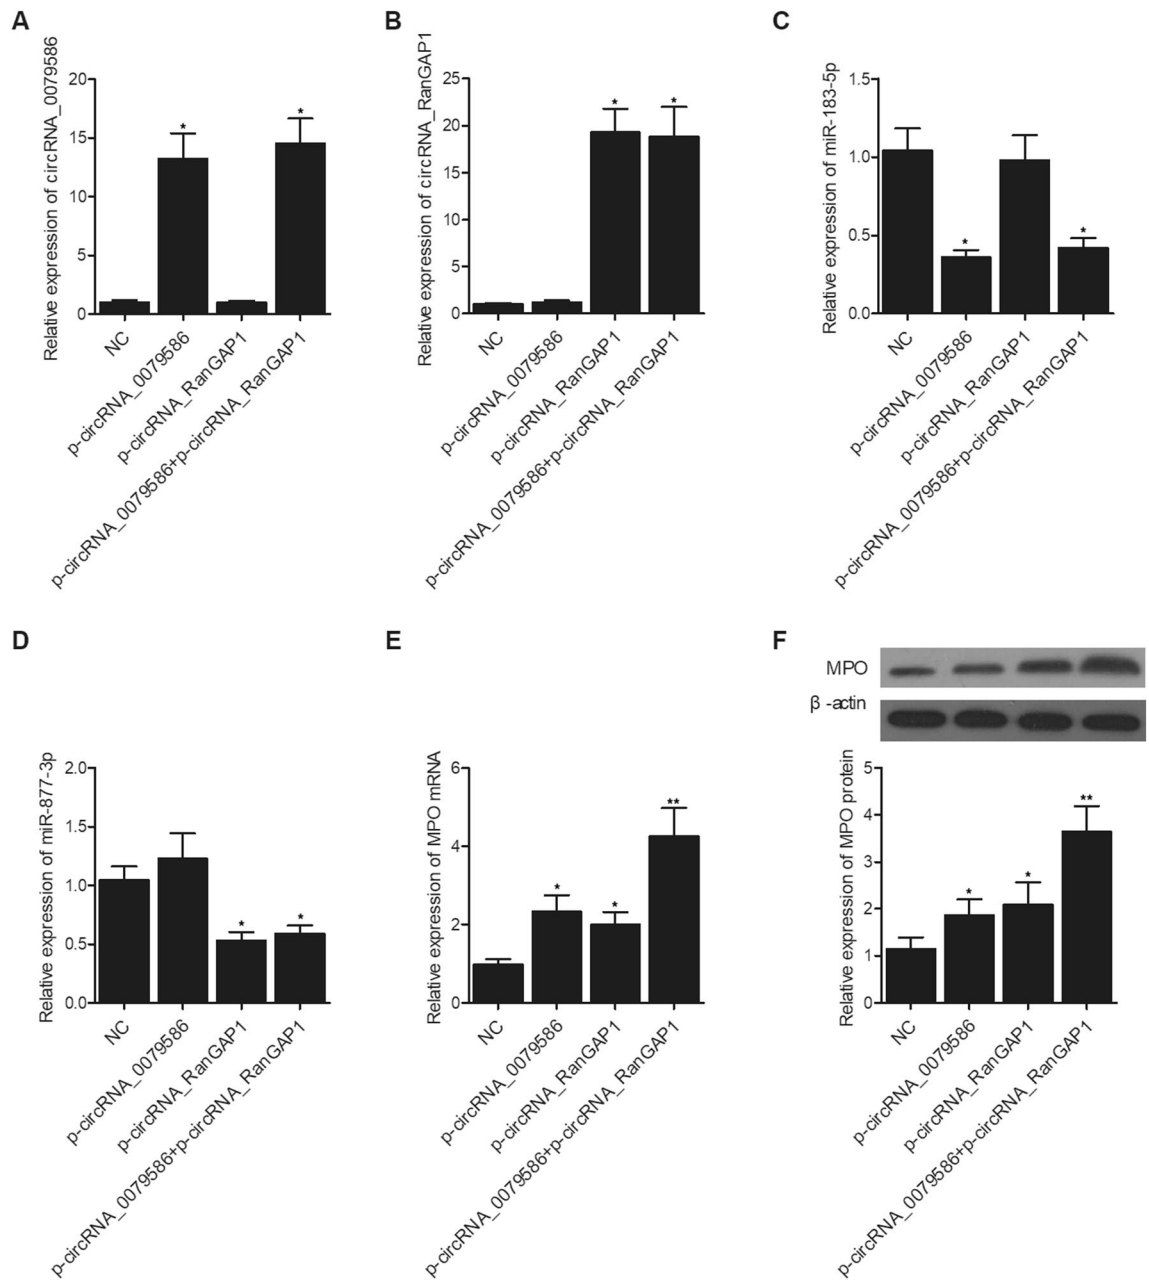 A
Relative expression of circRNA_0079586
20
15
10
5
0
*
*
NC
p-circRNA_0079586
p-circRNA_RanGAP1
p-circRNA_0079586+p-circRNA_RanGAP1
B
Relative expression of circRNA_RanGAP1
25
20
15
10
5
0
*
*
NC
p-circRNA_0079586
p-circRNA_RanGAP1
p-circRNA_0079586+p-circRNA_RanGAP1
C
Relative expression of miR-183-5p
1.5
1.0
0.5
0.0
*
*
NC
p-circRNA_0079586
p-circRNA_RanGAP1
p-circRNA_0079586+p-circRNA_RanGAP1
D
Relative expression of miR-877-3p
2.0
1.5
1.0
0.5
0.0
*
*
NC
p-circRNA_0079586
p-circRNA_RanGAP1
p-circRNA_0079586+p-circRNA_RanGAP1
E
Relative expression of MPO mRNA
6
4
2
0
*
*
**
NC
p-circRNA_0079586
p-circRNA_RanGAP1
p-circRNA_0079586+p-circRNA_RanGAP1
F
MPO
β -actin
Relative expression of MPO protein
5
4
3
2
1
0
*
*
**
NC
p-circRNA_0079586
p-circRNA_RanGAP1
p-circRNA_0079586+p-circRNA_RanGAP1